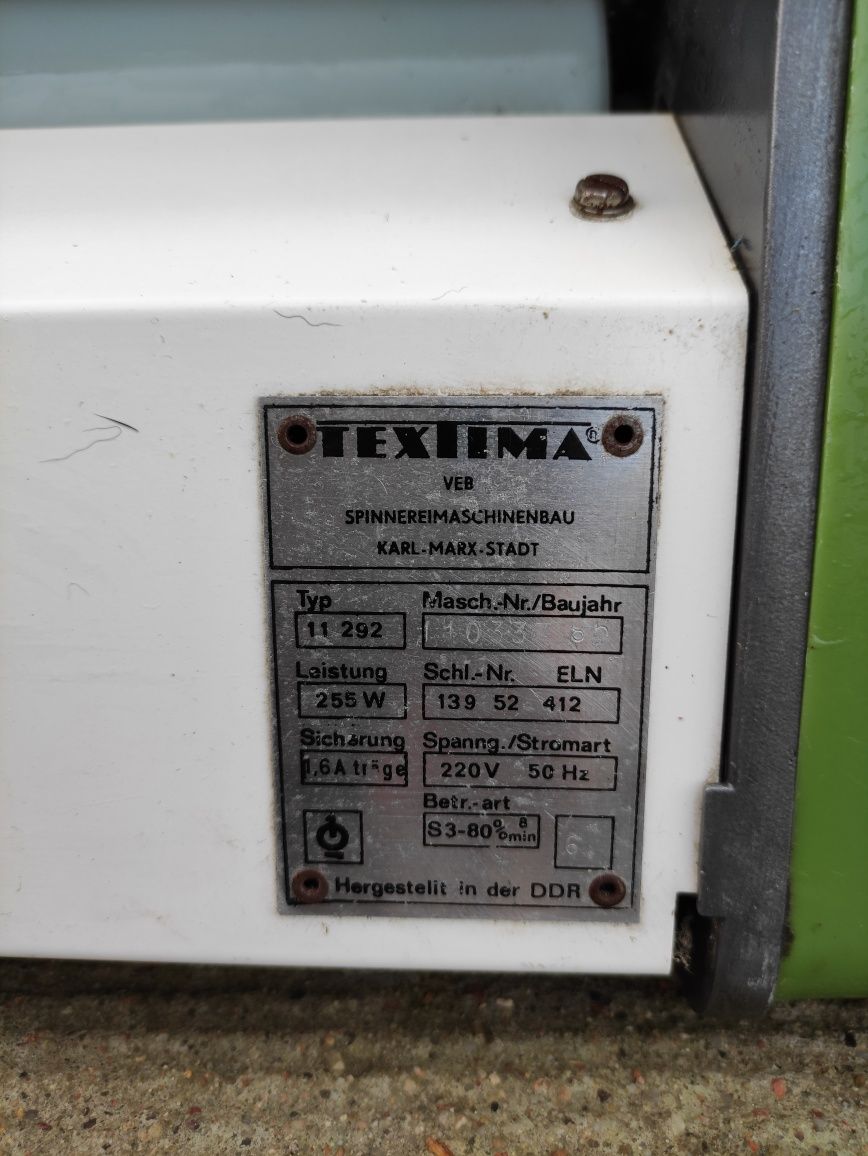 TEXTIMA®
VEB
SPINNEREIMASCHINENBAU
KARL-MARX-STADT
Typ Masch.-Nr./Baujahr
11 292
Leistung Schl.-Nr. ELN
255 W 139 52 412
Sicherung Spanng./Stromart
1,6A träge 220V 50 Hz
Betr.-art
S3-80% 8 min 6
Hergestellt in der DDR